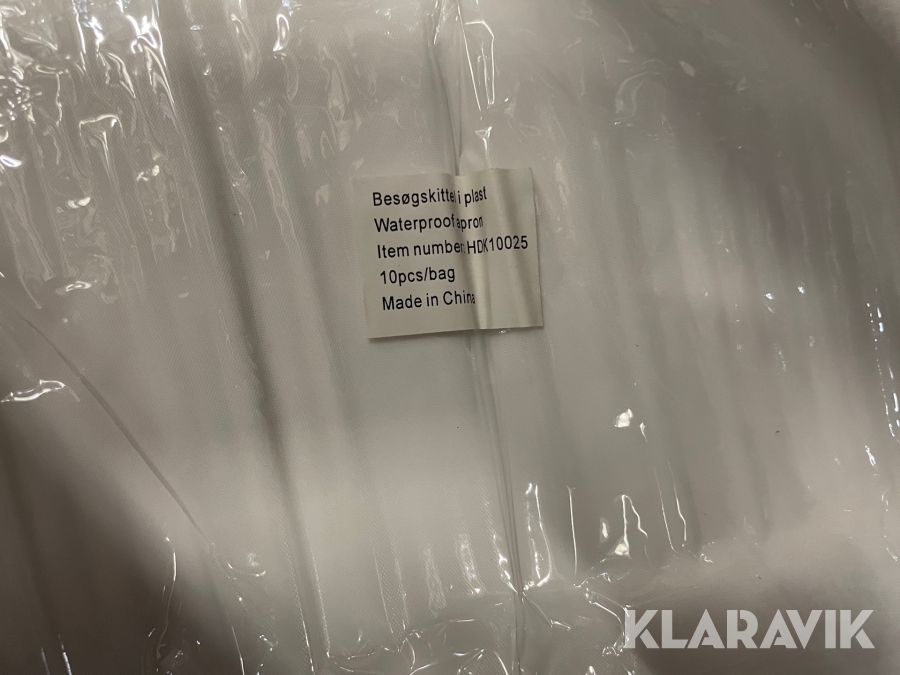 Besøgskittel i plast
Waterproof apron
Item number: HDK10025
10pcs/bag
Made in China
KLARAVIK